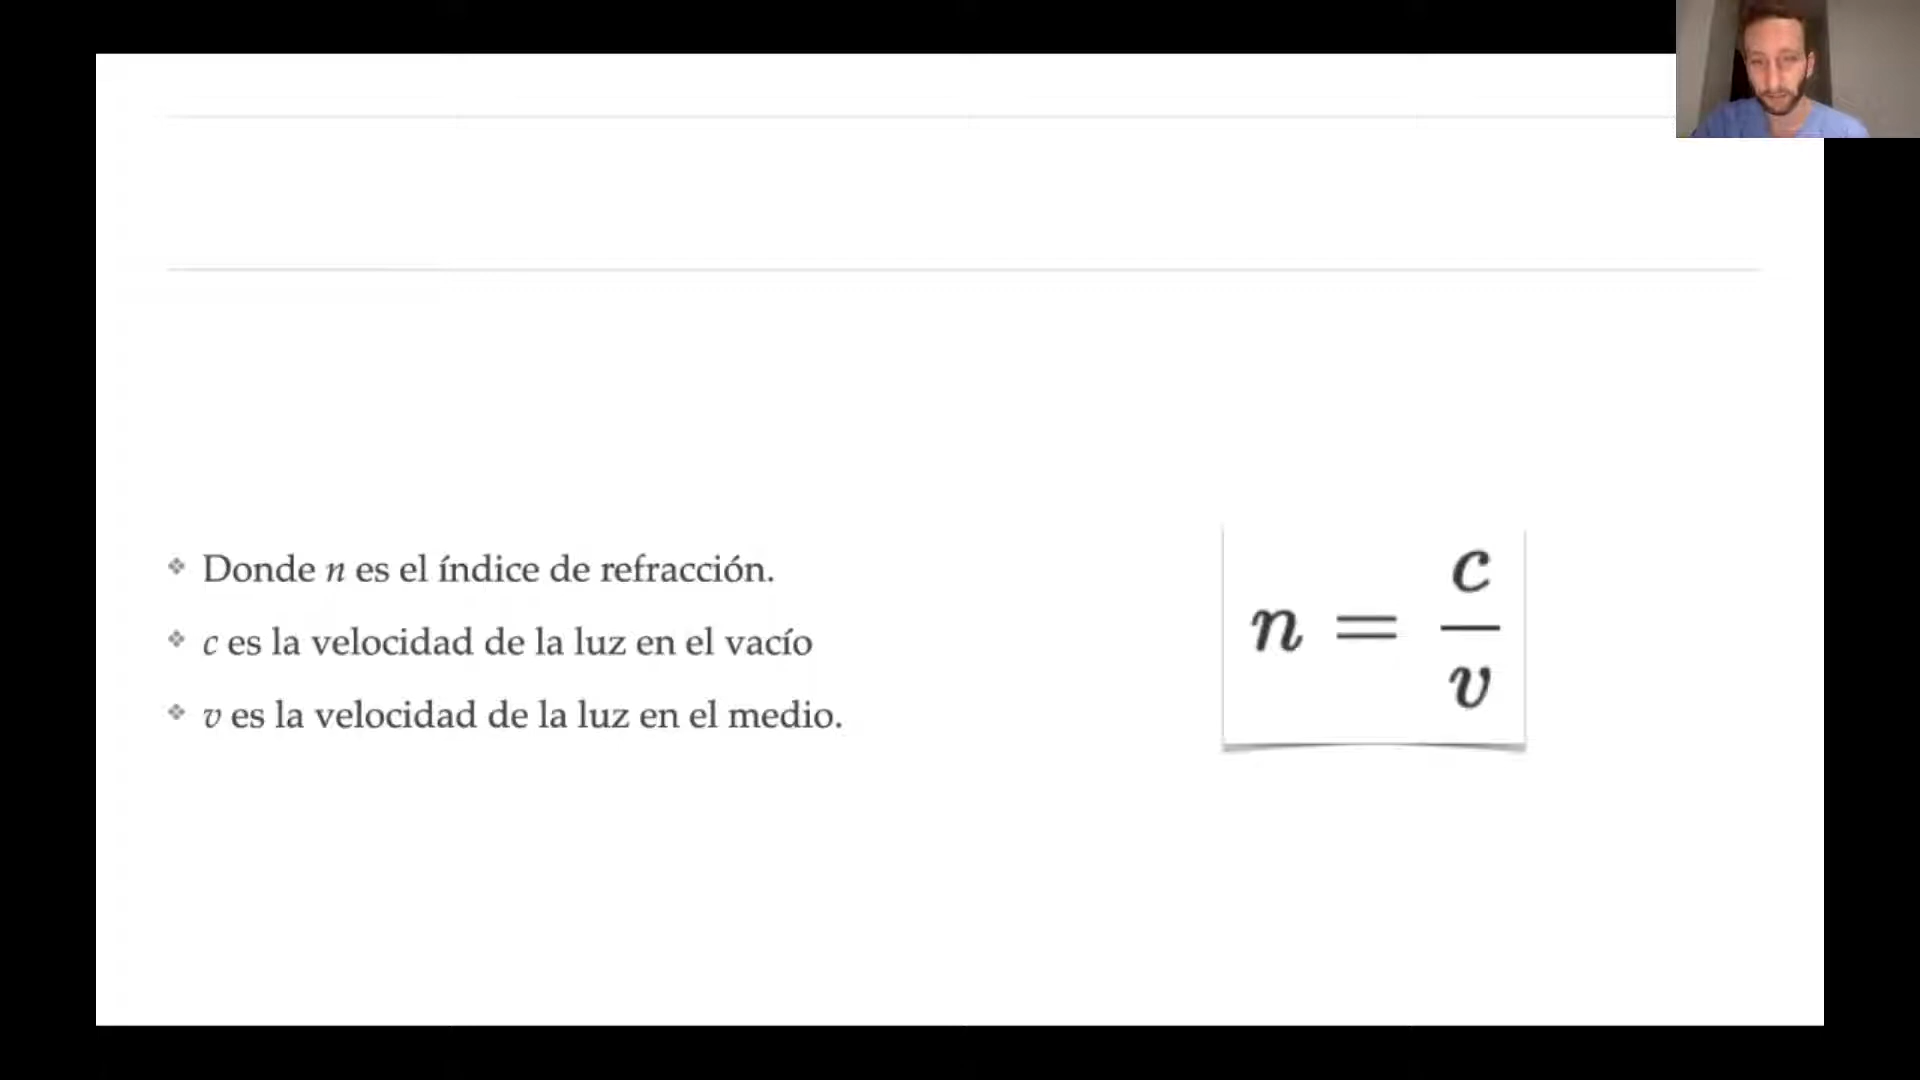 Donde n es el índice de refracción.
c es la velocidad de la luz en el vacío
v es la velocidad de la luz en el medio.
n = c/v